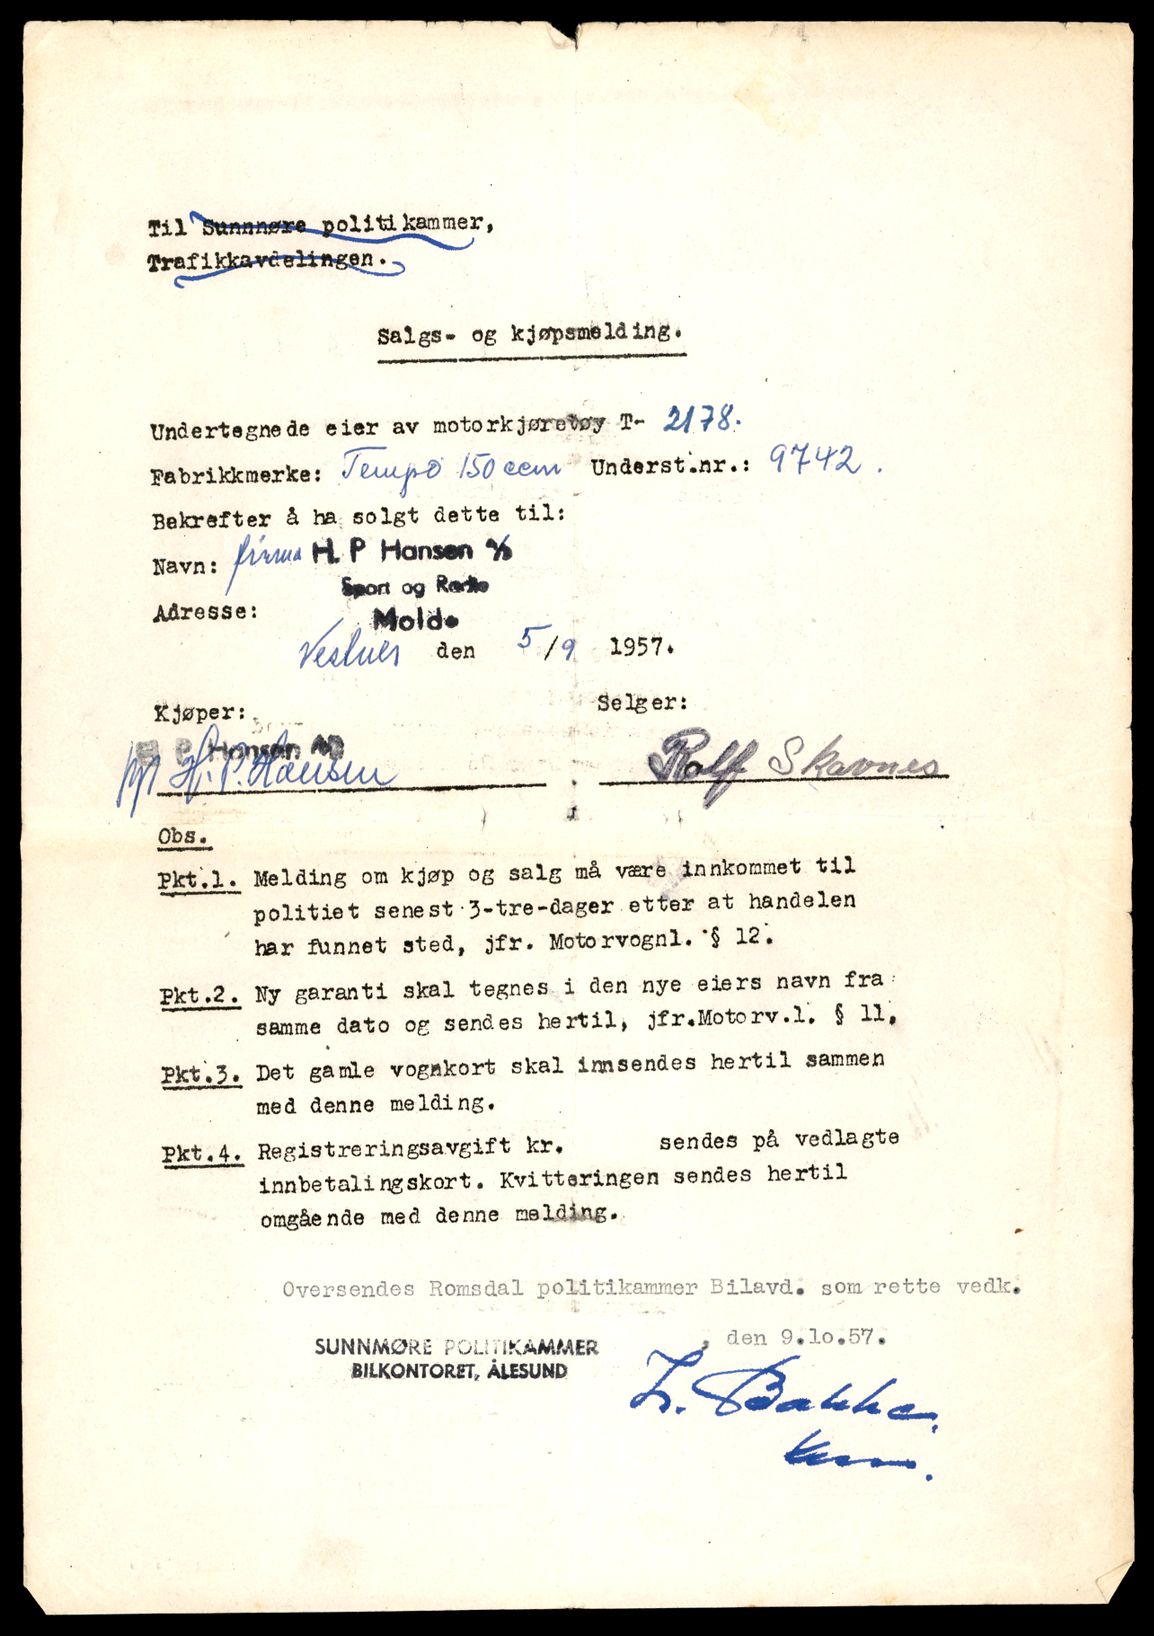 Til Sunnmøre politikammer,
Trafikkavdelingen.
Salgs- og kjøpsmelding.
Undertegnede eier av motorkjøretøy T- 2178.
Fabrikkmerke: Tempo 150 ccm Underst.nr.: 9742.
Bekrefter å ha solgt dette til:
Navn: firma H. P Hansen A/S
Sport og Radio
Adresse: Molde
Vestnes den 5/9 1957.
Kjøper:
Selger:
H P Hansen A/S
ppt H. P. Hansen
Rolf Skavnes
Obs.
Pkt.1. Melding om kjøp og salg må være innkommet til
politiet senest 3-tre-dager etter at handelen
har funnet sted, jfr. Motorvognl. § 12.
Pkt.2. Ny garanti skal tegnes i den nye eiers navn fra
samme dato og sendes hertil, jfr.Motorv.l. § 11.
Pkt.3. Det gamle vognkort skal innsendes hertil sammen
med denne melding.
Pkt.4. Registreringsavgift kr. sendes på vedlagte
innbetalingskort. Kvitteringen sendes hertil
omgående med denne melding.
Oversendes Romsdal politikammer Bilavd. som rette vedk.
SUNNMØRE POLITIKAMMER , den 9.lo.57.
BILKONTORET, ÅLESUND
Bakke